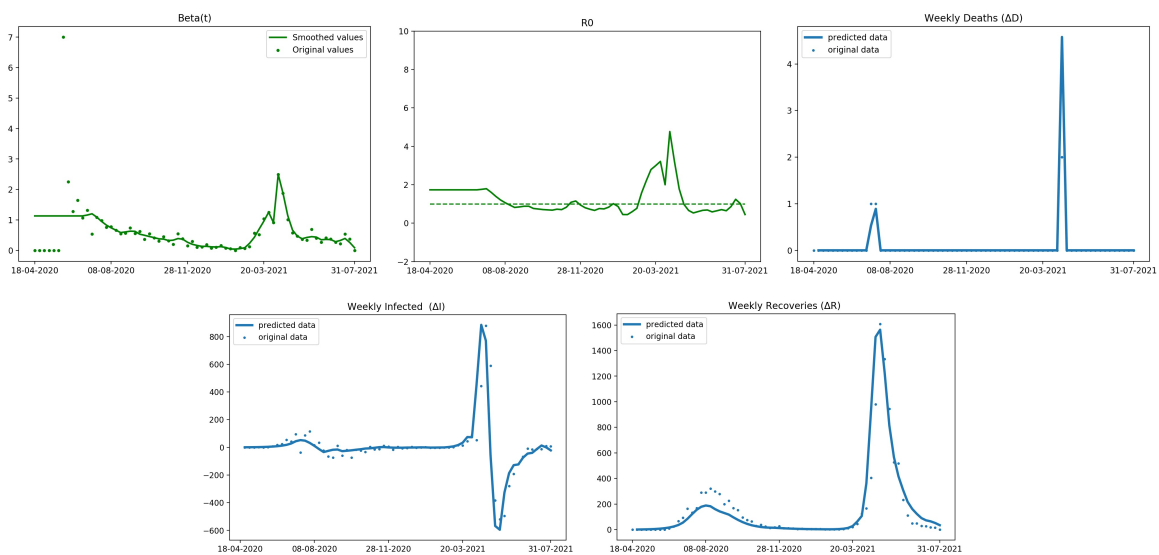 Beta(t)
Smoothed values
Original values
7
6
5
4
3
2
1
0
18-04-2020 08-08-2020 28-11-2020 20-03-2021 31-07-2021
R0
10
8
6
4
2
0
−2
18-04-2020 08-08-2020 28-11-2020 20-03-2021 31-07-2021
Weekly Deaths (ΔD)
predicted data
original data
4
3
2
1
0
18-04-2020 08-08-2020 28-11-2020 20-03-2021 31-07-2021
Weekly Infected (ΔI)
predicted data
original data
800
600
400
200
0
−200
−400
−600
18-04-2020 08-08-2020 28-11-2020 20-03-2021 31-07-2021
Weekly Recoveries (ΔR)
predicted data
original data
1600
1400
1200
1000
800
600
400
200
0
18-04-2020 08-08-2020 28-11-2020 20-03-2021 31-07-2021